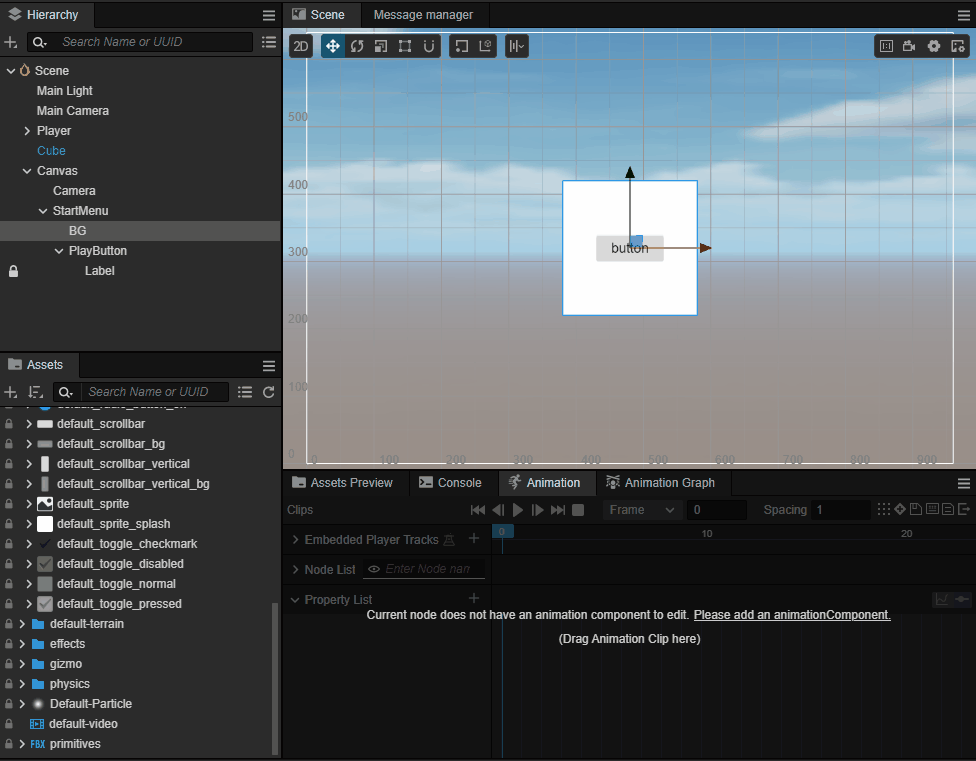 Hierarchy
Search Name or UUID
Scene
Main Light
Main Camera
Player
Cube
Canvas
Camera
StartMenu
BG
PlayButton
Label
Assets
Search Name or UUID
default_radio_button_on
default_scrollbar
default_scrollbar_bg
default_scrollbar_vertical
default_scrollbar_vertical_bg
default_sprite
default_sprite_splash
default_toggle_checkmark
default_toggle_disabled
default_toggle_normal
default_toggle_pressed
default-terrain
effects
gizmo
physics
Default-Particle
default-video
FBX primitives
Scene Message manager
2D
500
400
300
200
100
0
button
0 100 200 300 400 500 600 700 800 900
Assets Preview Console Animation Animation Graph
Clips Frame 0 Spacing 1
Embedded Player Tracks 0 10 20
Node List Enter Node nam
Property List
Current node does not have an animation component to edit. Please add an animationComponent.
(Drag Animation Clip here)